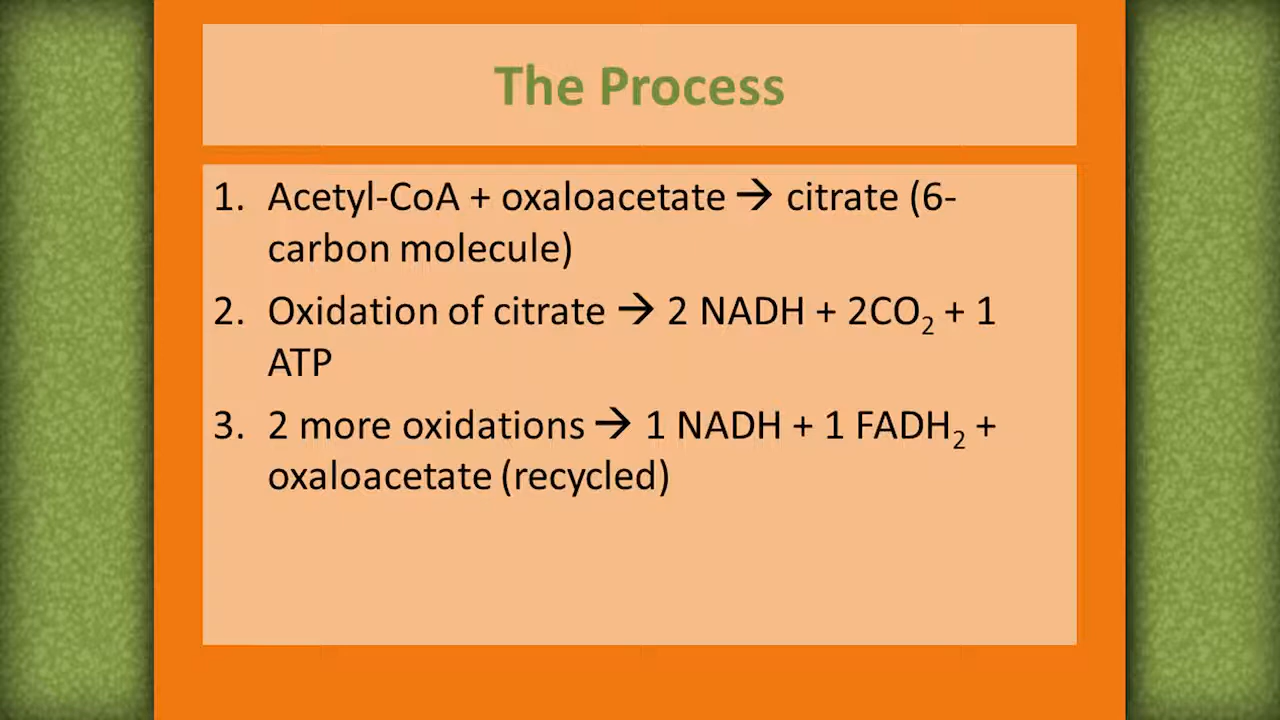 The Process
1. Acetyl-CoA + oxaloacetate → citrate (6-
carbon molecule)
2. Oxidation of citrate → 2 NADH + 2CO₂ + 1
ATP
3. 2 more oxidations → 1 NADH + 1 FADH₂ +
oxaloacetate (recycled)